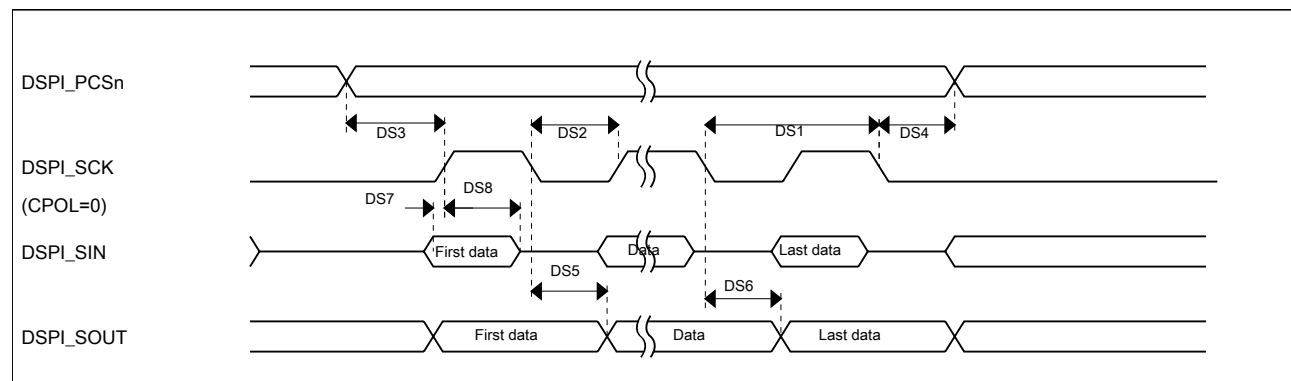 DSPI_PCSn
DS3
DS2
DS1
DS4
DSPI_SCK
(CPOL=0)
DS7
DS8
DSPI_SIN
First data
Data
Last data
DS5
DS6
DSPI_SOUT
First data
Data
Last data